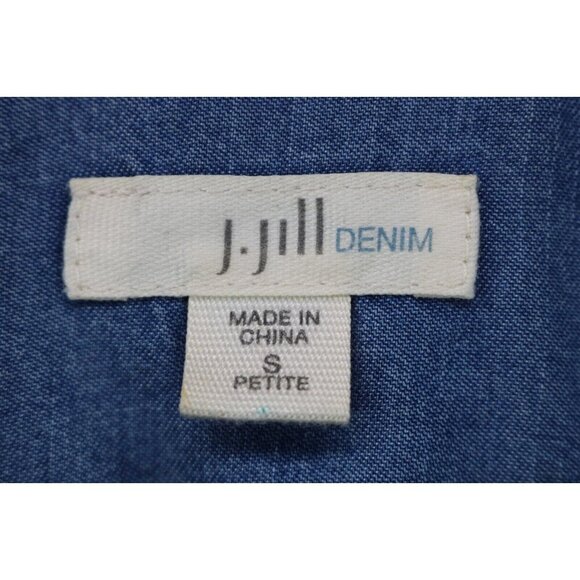 J.Jill DENIM
MADE IN
CHINA
S
PETITE